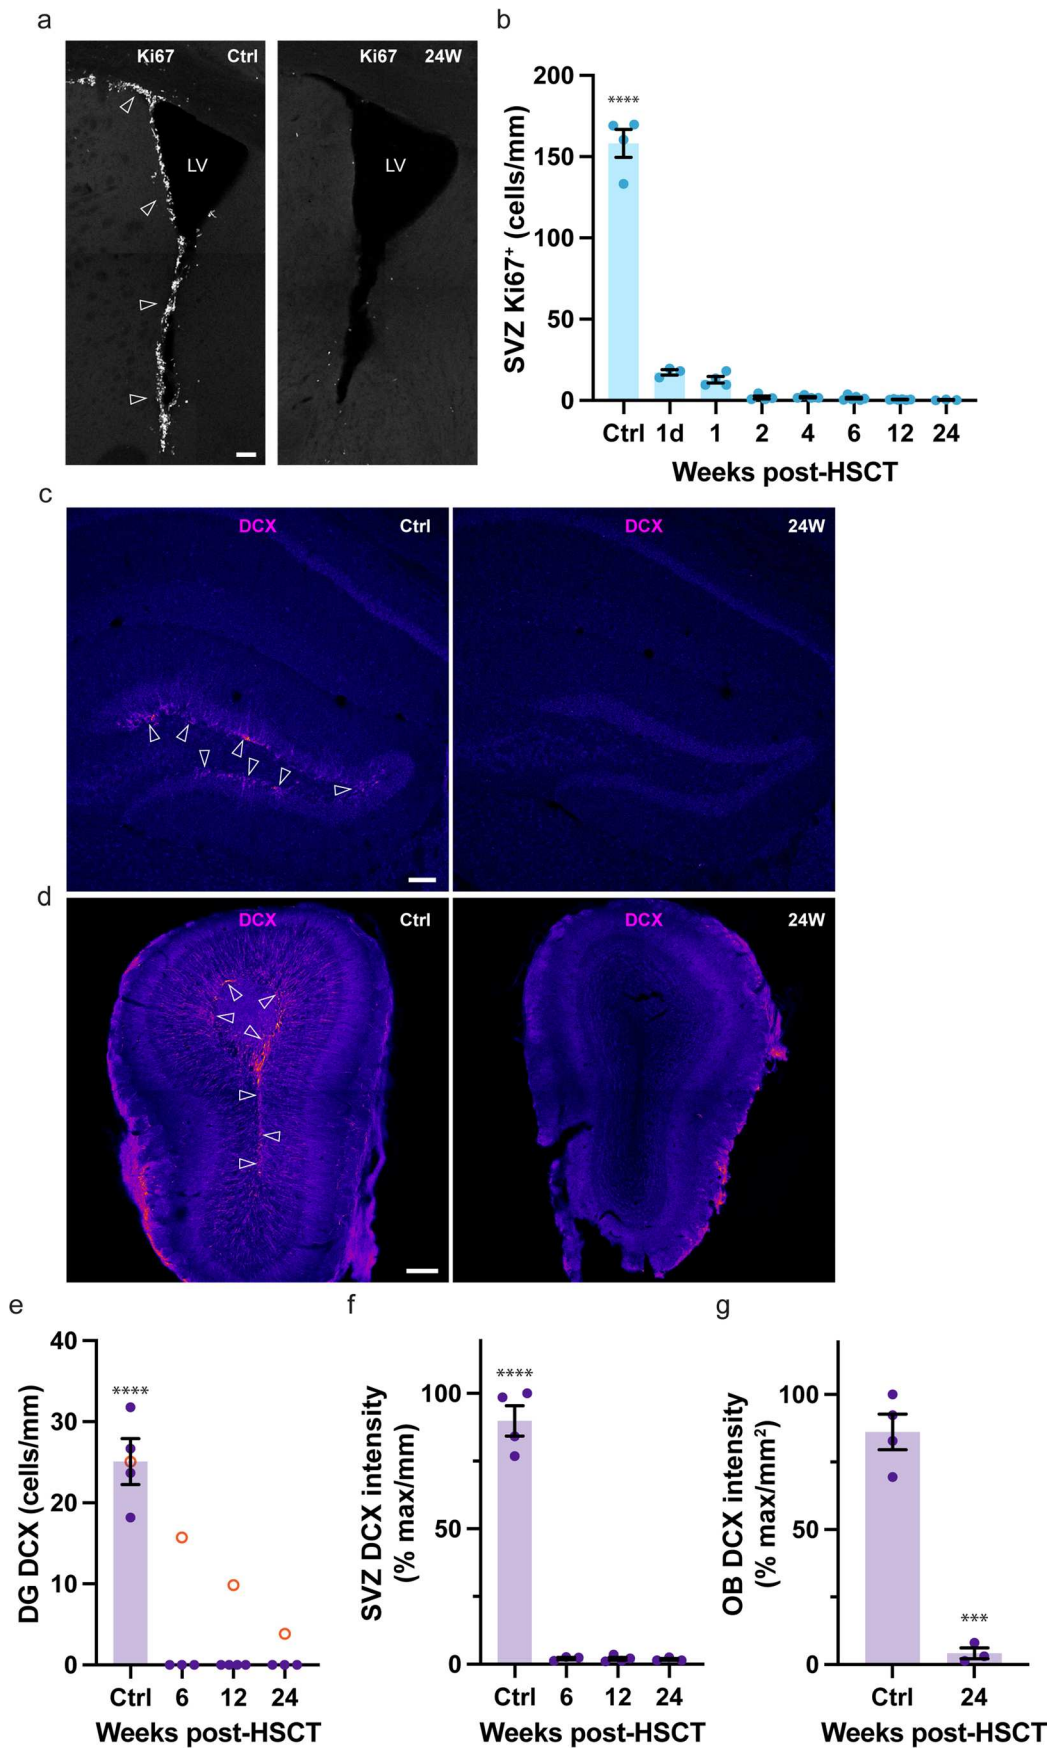 a
Ki67 Ctrl
LV
Ki67 24W
LV
b
SVZ Ki67⁺ (cells/mm)
200
150
100
50
0
****
Ctrl 1d 1 2 4 6 12 24
Weeks post-HSCT
c
DCX Ctrl
DCX 24W
d
DCX Ctrl
DCX 24W
e
DG DCX (cells/mm)
40
30
20
10
0
****
Ctrl 6 12 24
Weeks post-HSCT
f
SVZ DCX intensity
(% max/mm)
100
50
0
****
Ctrl 6 12 24
Weeks post-HSCT
g
OB DCX intensity
(% max/mm²)
100
50
0
***
Ctrl 24
Weeks post-HSCT